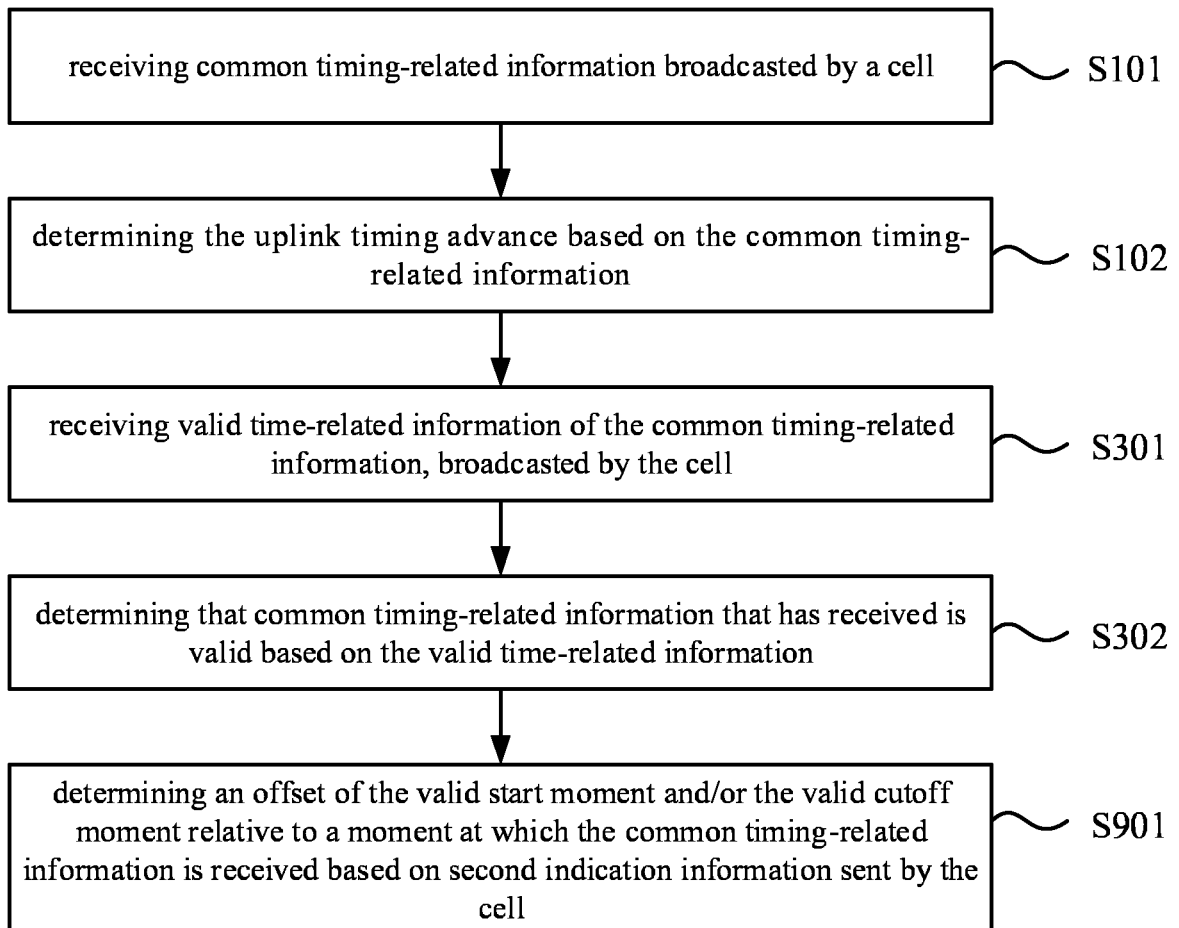 receiving common timing-related information broadcasted by a cell
S101
determining the uplink timing advance based on the common timing-
related information
S102
receiving valid time-related information of the common timing-related
information, broadcasted by the cell
S301
determining that common timing-related information that has received is
valid based on the valid time-related information
S302
determining an offset of the valid start moment and/or the valid cutoff
moment relative to a moment at which the common timing-related
information is received based on second indication information sent by the
cell
S901